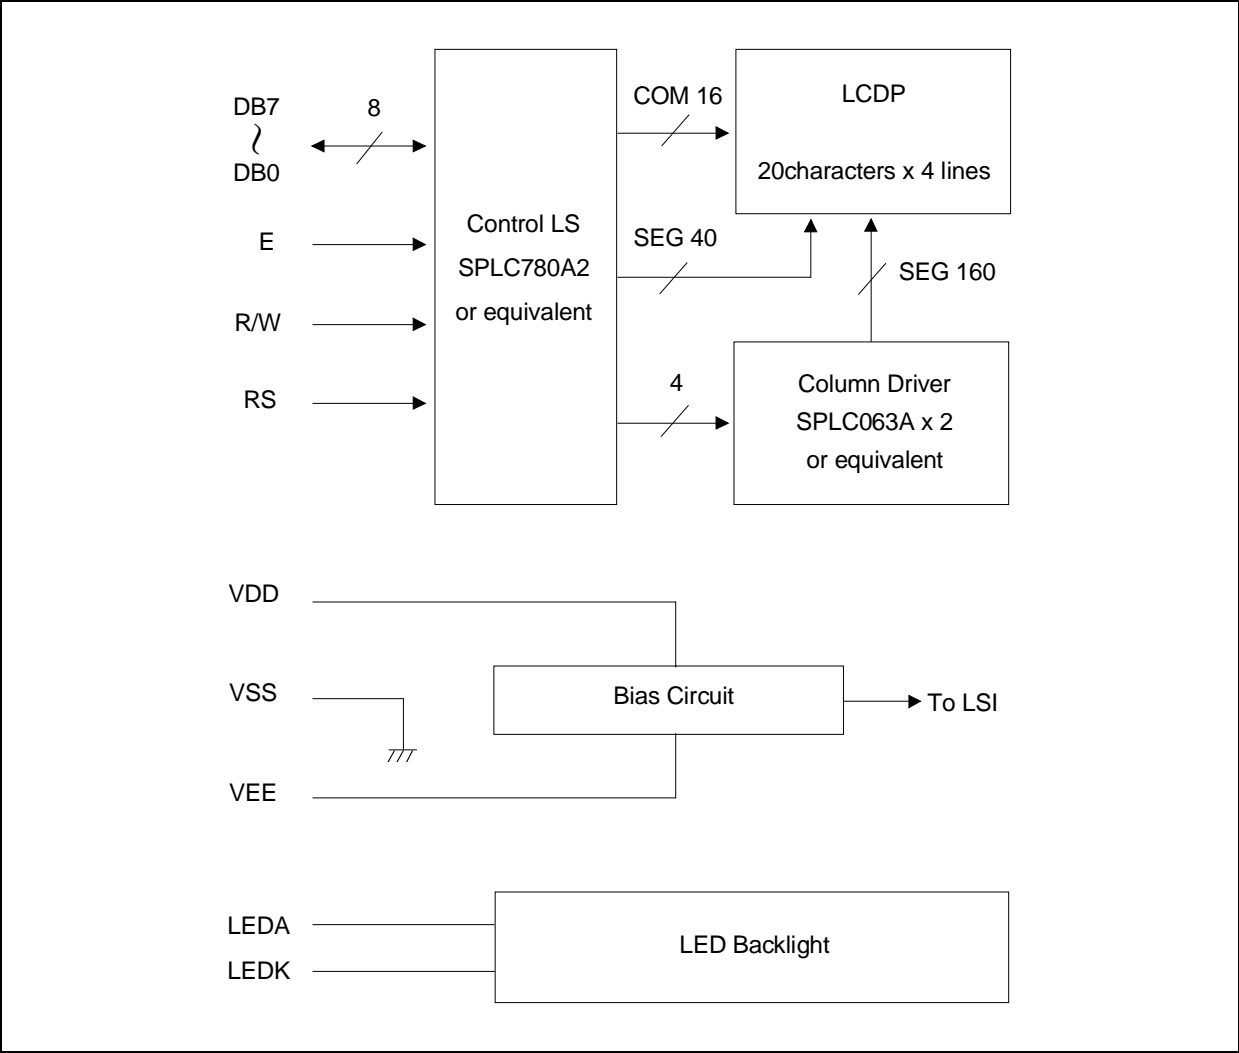 DB7
DB0
8
E
R/W
RS
Control LS
SPLC780A2
or equivalent
COM 16
SEG 40
4
LCDP
20characters x 4 lines
SEG 160
Column Driver
SPLC063A x 2
or equivalent
VDD
VSS
VEE
Bias Circuit
To LSI
LEDA
LEDK
LED Backlight